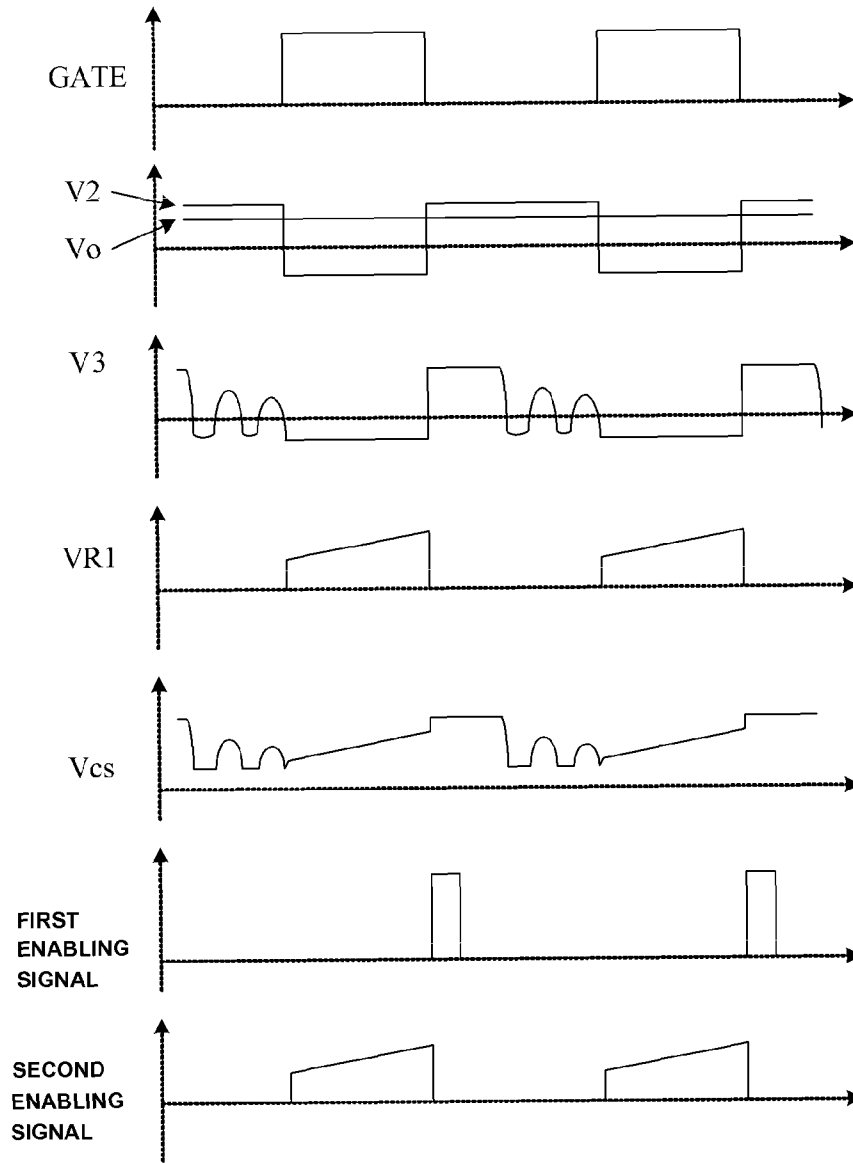 GATE
V2
Vo
V3
VR1
Vcs
FIRST
ENABLING
SIGNAL
SECOND
ENABLING
SIGNAL